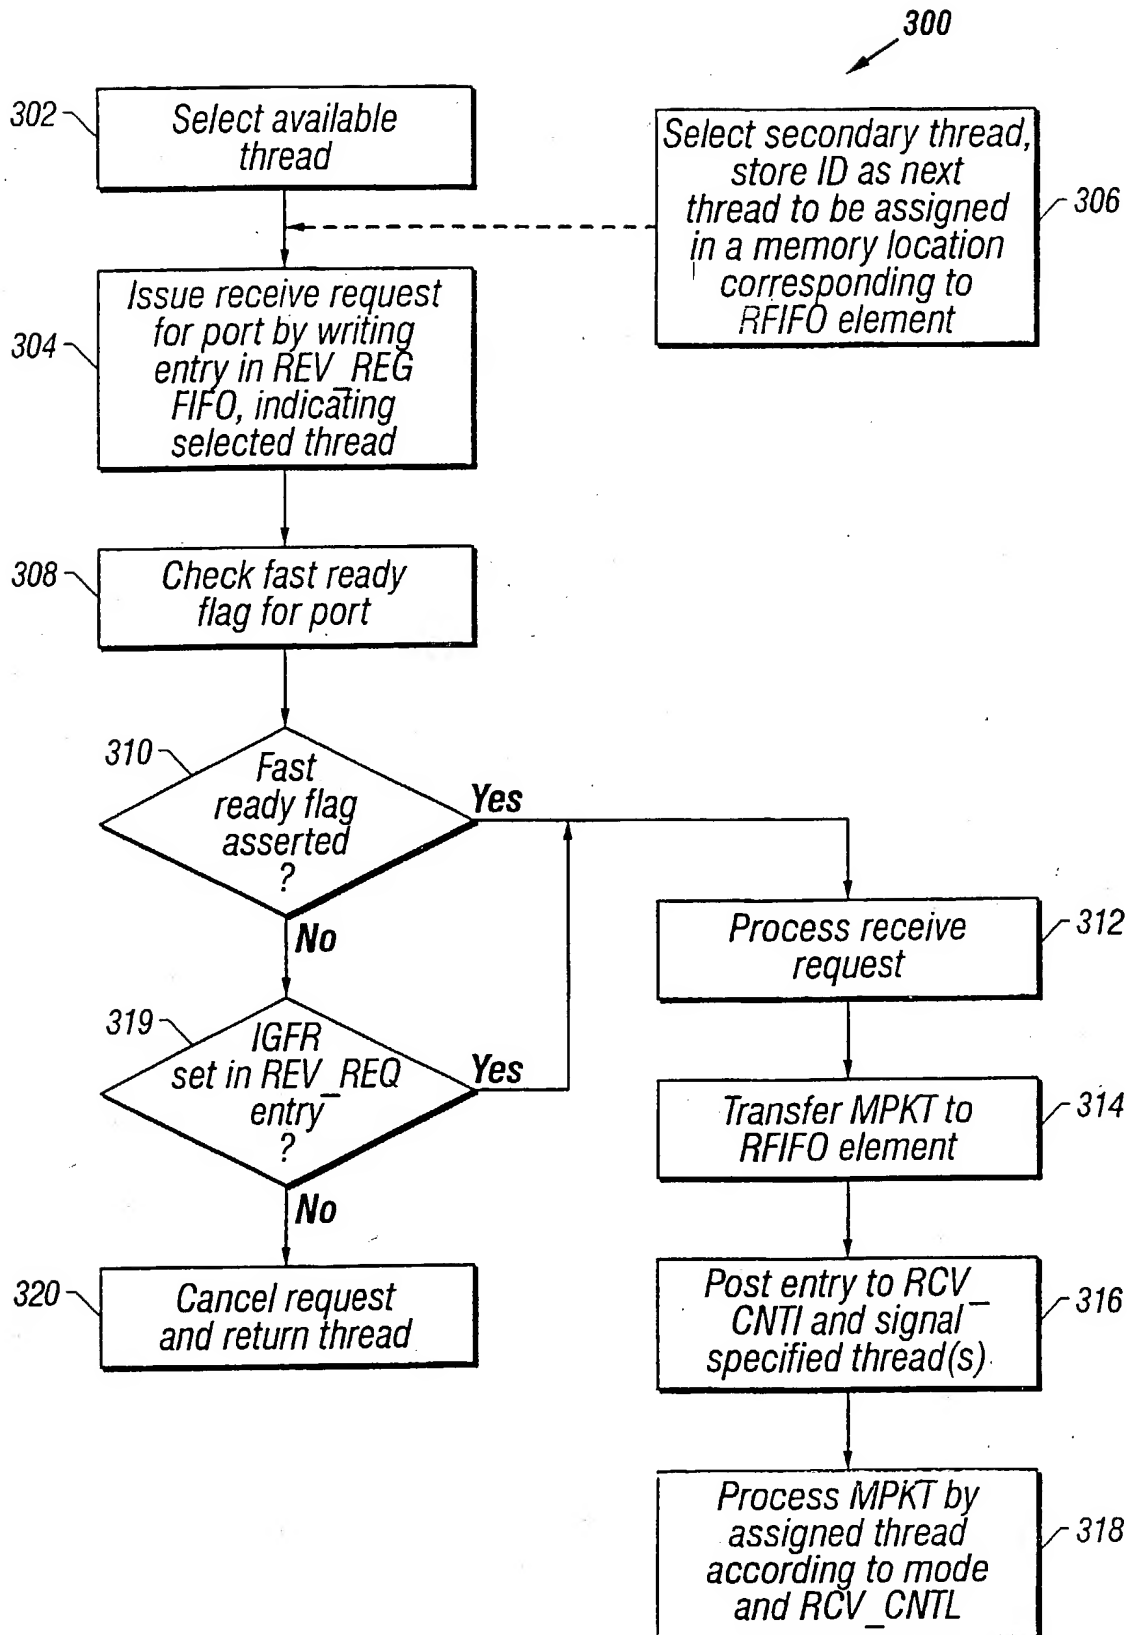 300
302
Select available
thread
Select secondary thread,
store ID as next
thread to be assigned
in a memory location
corresponding to
RFIFO element
306
304
Issue receive request
for port by writing
entry in REV_REG
FIFO, indicating
selected thread
308
Check fast ready
flag for port
310
Fast
ready flag
asserted
?
Yes
No
312
Process receive
request
319
IGFR
set in REV_REQ
entry
?
Yes
No
314
Transfer MPKT to
RFIFO element
320
Cancel request
and return thread
316
Post entry to RCV_
CNTI and signal
specified thread(s)
318
Process MPKT by
assigned thread
according to mode
and RCV_CNTL